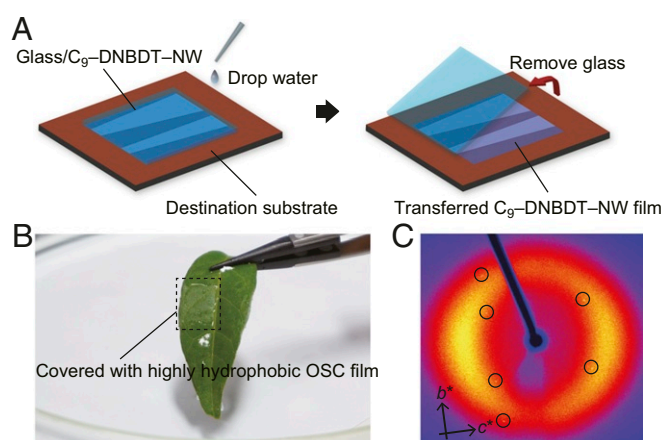 A
Glass/C₉–DNBDT–NW
Drop water
Remove glass
Destination substrate
Transferred C₉–DNBDT–NW film
B
Covered with highly hydrophobic OSC film
C
b*
c*